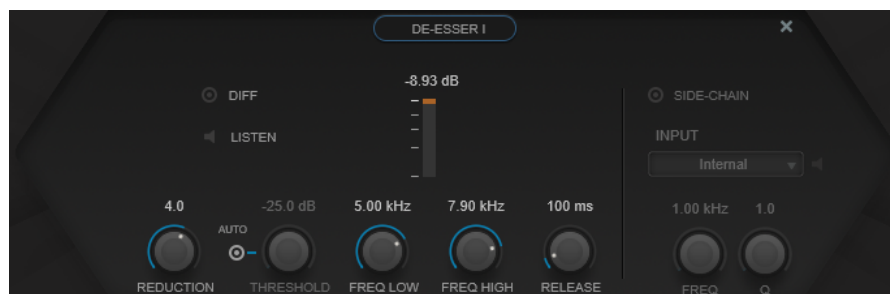 DE-ESSER I
×
-8.93 dB
DIFF
SIDE-CHAIN
LISTEN
INPUT
Internal
4.0 -25.0 dB 5.00 kHz 7.90 kHz 100 ms 1.00 kHz 1.0
AUTO
REDUCTION THRESHOLD FREQ LOW FREQ HIGH RELEASE FREQ Q